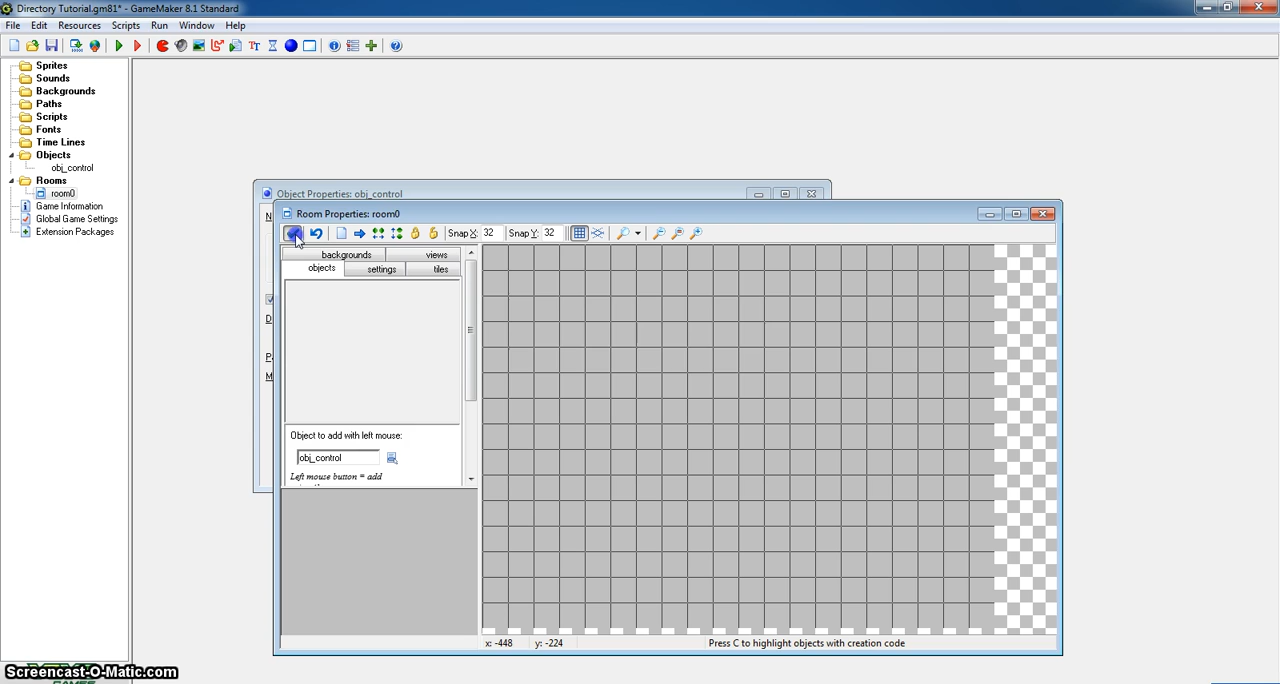 Directory Tutorial.gm81* - GameMaker 8.1 Standard
File Edit Resources Scripts Run Window Help
Sprites
Sounds
Backgrounds
Paths
Scripts
Fonts
Time Lines
Objects
obj_control
Rooms
room0
Game Information
Global Game Settings
Extension Packages
Object Properties: obj_control
Room Properties: room0
Snap X: 32 Snap Y: 32
backgrounds views
objects settings tiles
Object to add with left mouse:
obj_control
Left mouse button = add
x: -448 y: -224 Press C to highlight objects with creation code
Screencast-O-Matic.com